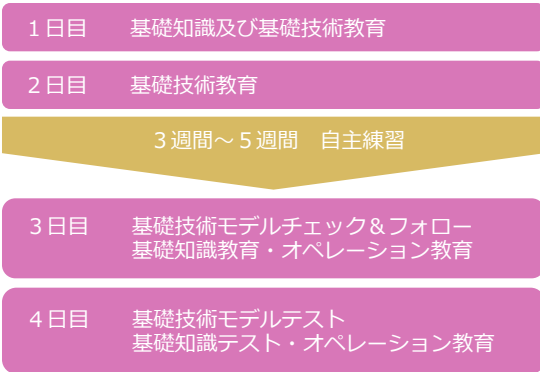 １日目　基礎知識及び基礎技術教育
２日目　基礎技術教育
３週間～５週間　自主練習
３日目　基礎技術モデルチェック＆フォロー
基礎知識教育・オペレーション教育
４日目　基礎技術モデルテスト
基礎知識テスト・オペレーション教育